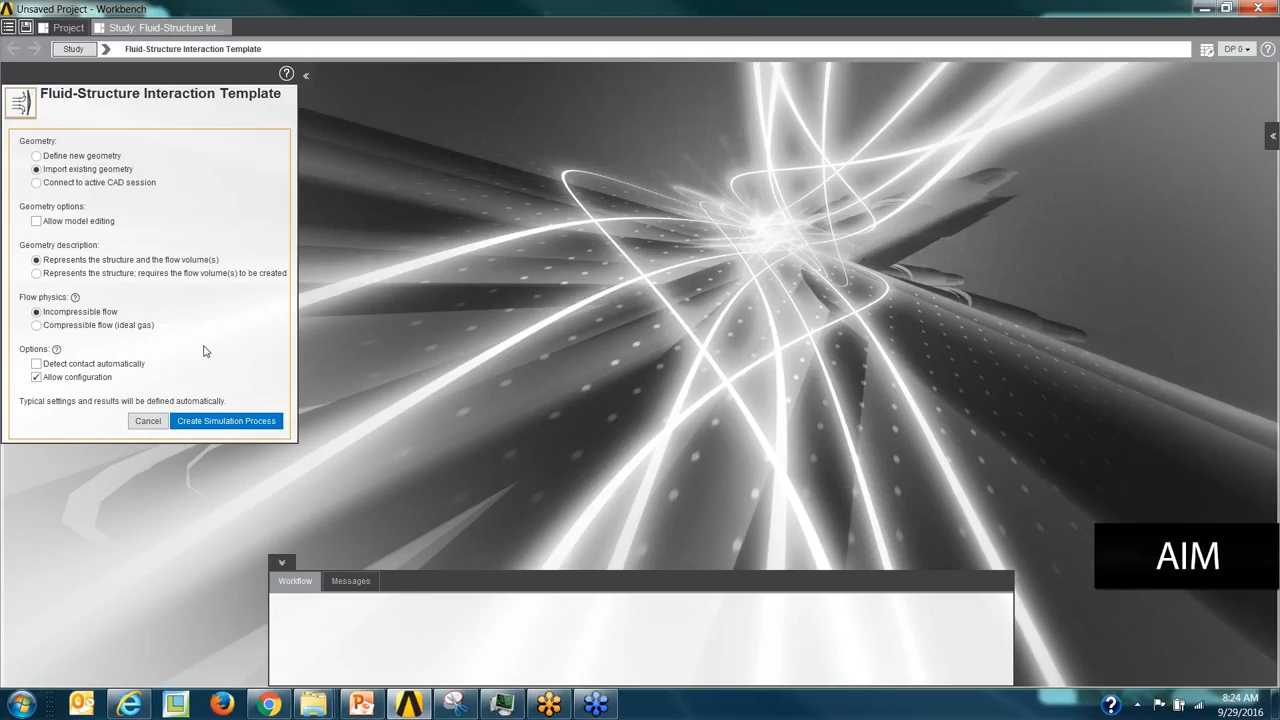 Unsaved Project - Workbench
Project
Study: Fluid-Structure Int...
Study
Fluid-Structure Interaction Template
DP 0
?
?
Fluid-Structure Interaction Template
Geometry:
Define new geometry
Import existing geometry
Connect to active CAD session
Geometry options:
Allow model editing
Geometry description:
Represents the structure and the flow volume(s)
Represents the structure; requires the flow volume(s) to be created
Flow physics: ?
Incompressible flow
Compressible flow (ideal gas)
Options: ?
Detect contact automatically
Allow configuration
Typical settings and results will be defined automatically.
Cancel
Create Simulation Process
AIM
Workflow
Messages
8:24 AM
9/29/2016